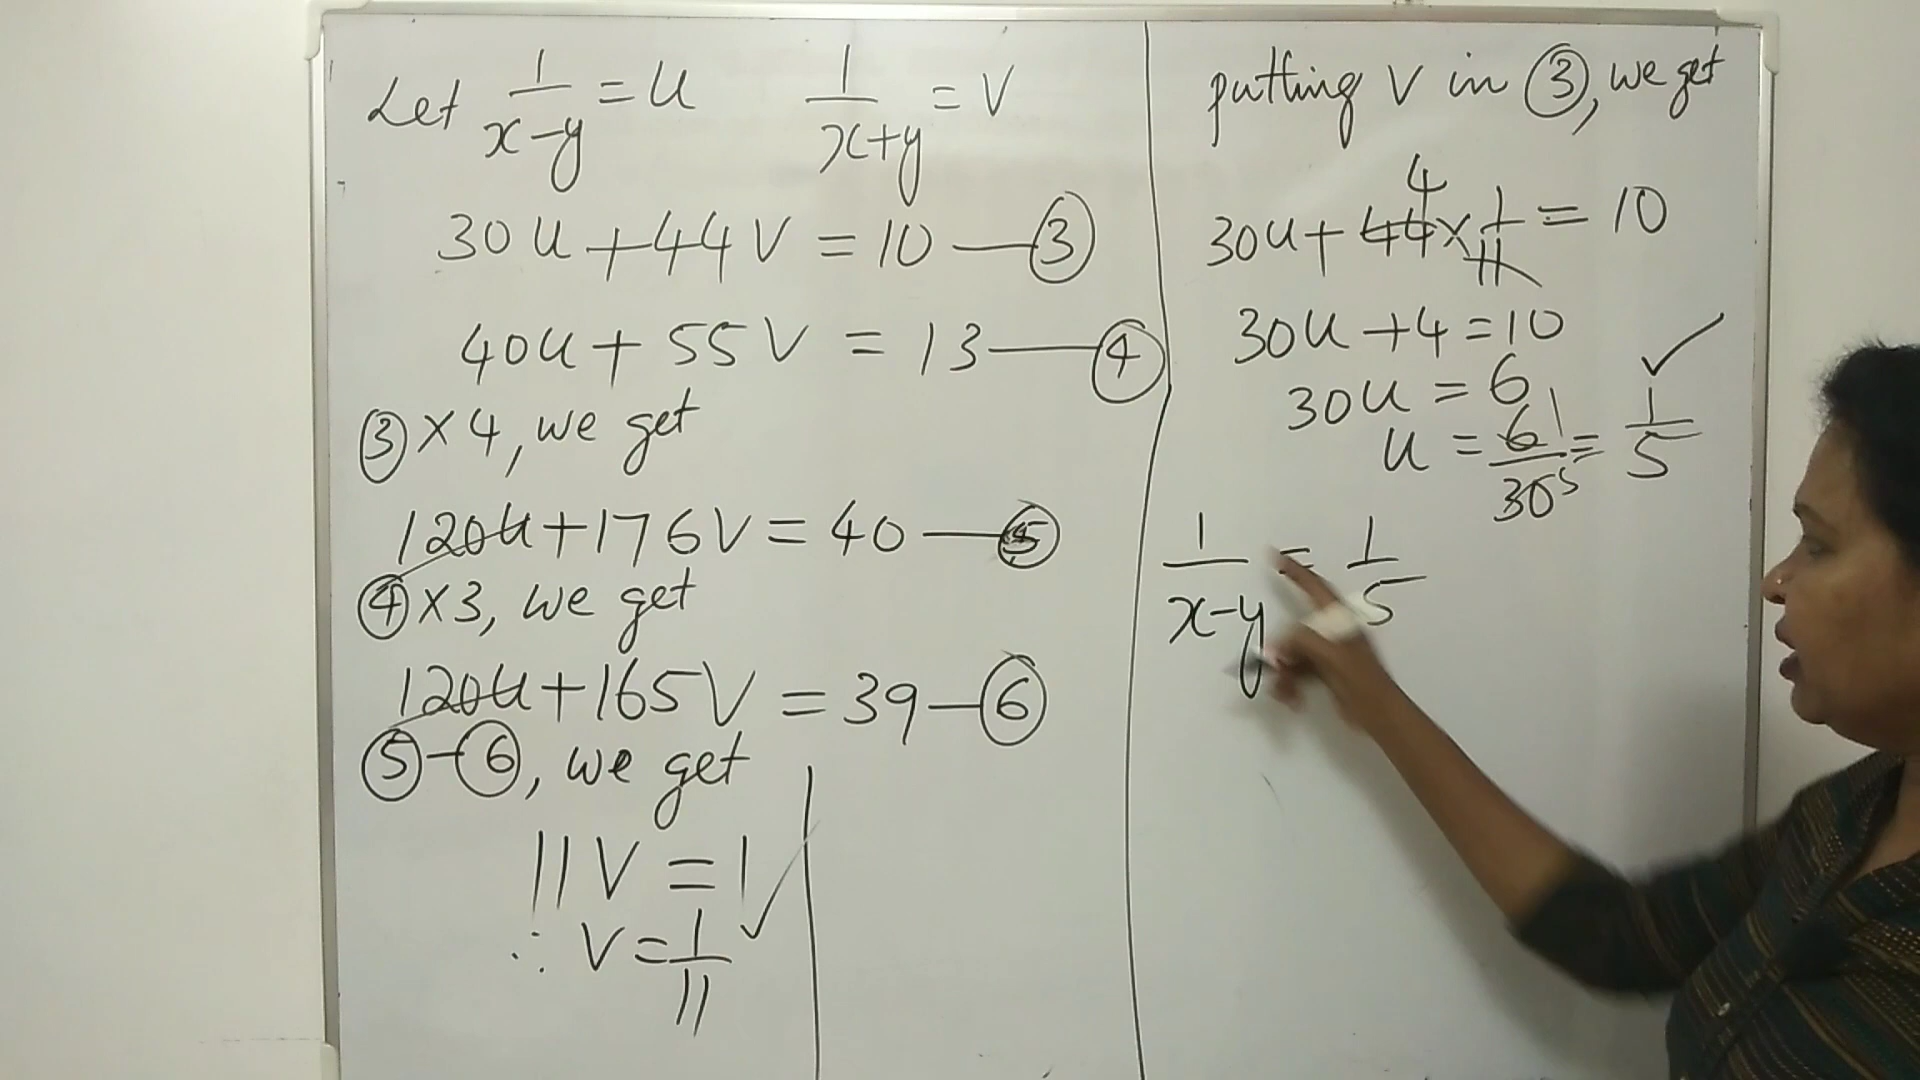 Let 1/(x-y) = u   1/(x+y) = v
30u + 44v = 10 — ③
40u + 55v = 13 — ④
③ × 4, we get
120u + 176v = 40 — ⑤
④ × 3, we get
120u + 165v = 39 — ⑥
⑤ - ⑥, we get
11v = 1 ✓
∴ v = 1/11
putting v in ③, we get
4
30u + 44 × 1/11 = 10
30u + 4 = 10
30u = 6 ✓
u = 6/30 = 1/5
1
5
1/(x-y) = 1/5